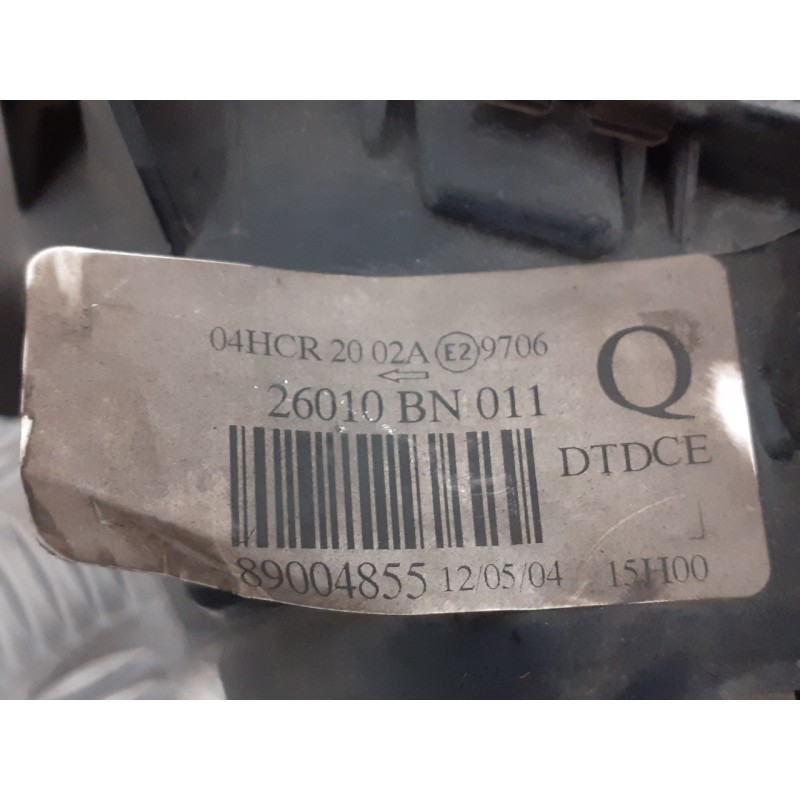 04HCR 20 02A E2 9706
26010 BN 011
Q
DTDCE
89004855 12/05/04 15H00